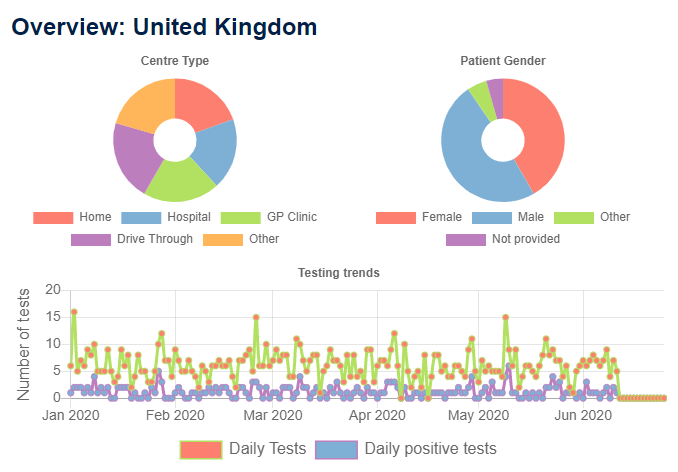 Overview: United Kingdom
Centre Type
Home Hospital GP Clinic
Drive Through Other
Patient Gender
Female Male Other
Not provided
Testing trends
Number of tests
20
15
10
5
0
Jan 2020 Feb 2020 Mar 2020 Apr 2020 May 2020 Jun 2020
Daily Tests Daily positive tests